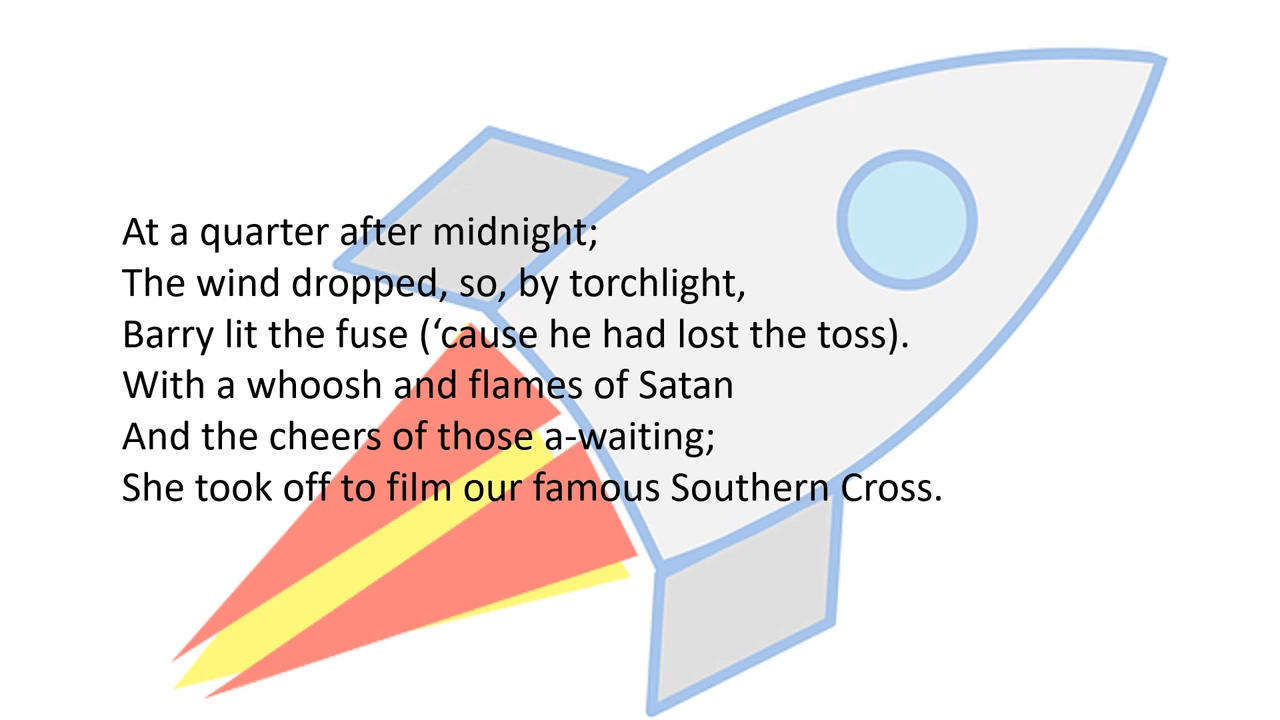 At a quarter after midnight;
The wind dropped, so, by torchlight,
Barry lit the fuse (‘cause he had lost the toss).
With a whoosh and flames of Satan
And the cheers of those a-waiting;
She took off to film our famous Southern Cross.